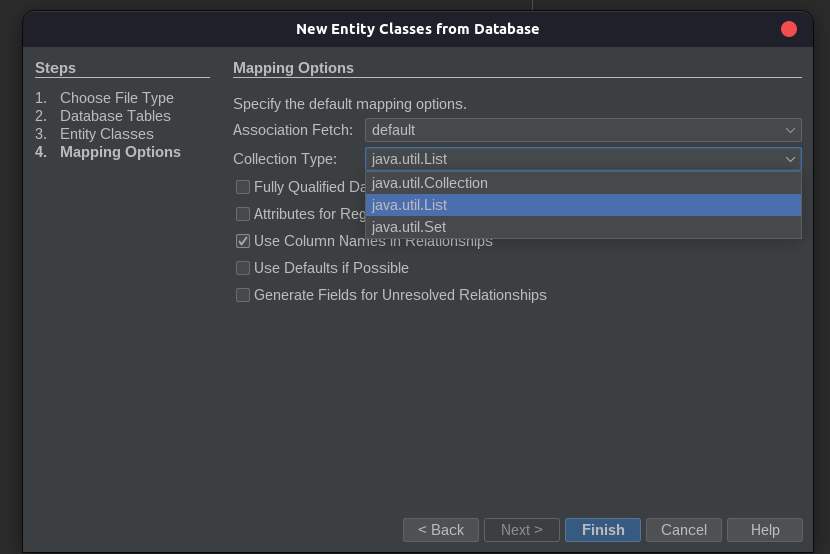 New Entity Classes from Database
Steps
1. Choose File Type
2. Database Tables
3. Entity Classes
4. Mapping Options
Mapping Options
Specify the default mapping options.
Association Fetch: default
Collection Type: java.util.List
java.util.Collection
java.util.List
java.util.Set
Fully Qualified Da
Attributes for Reg
Use Column Names in Relationships
Use Defaults if Possible
Generate Fields for Unresolved Relationships
< Back Next > Finish Cancel Help